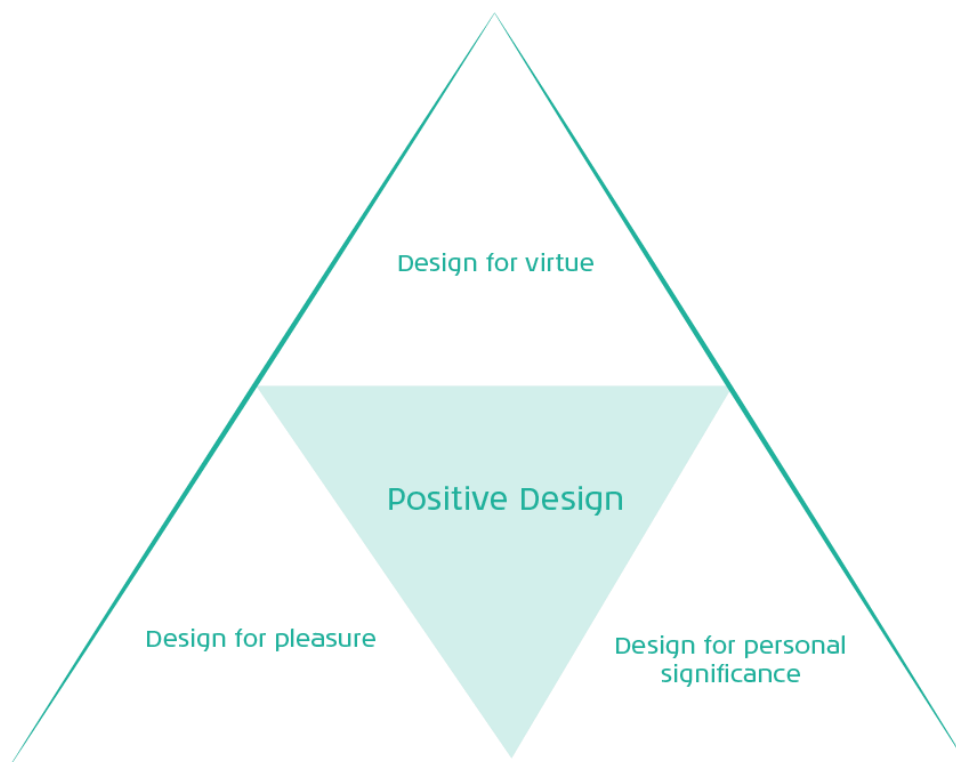 Design for virtue
Positive Design
Design for pleasure
Design for personal
significance